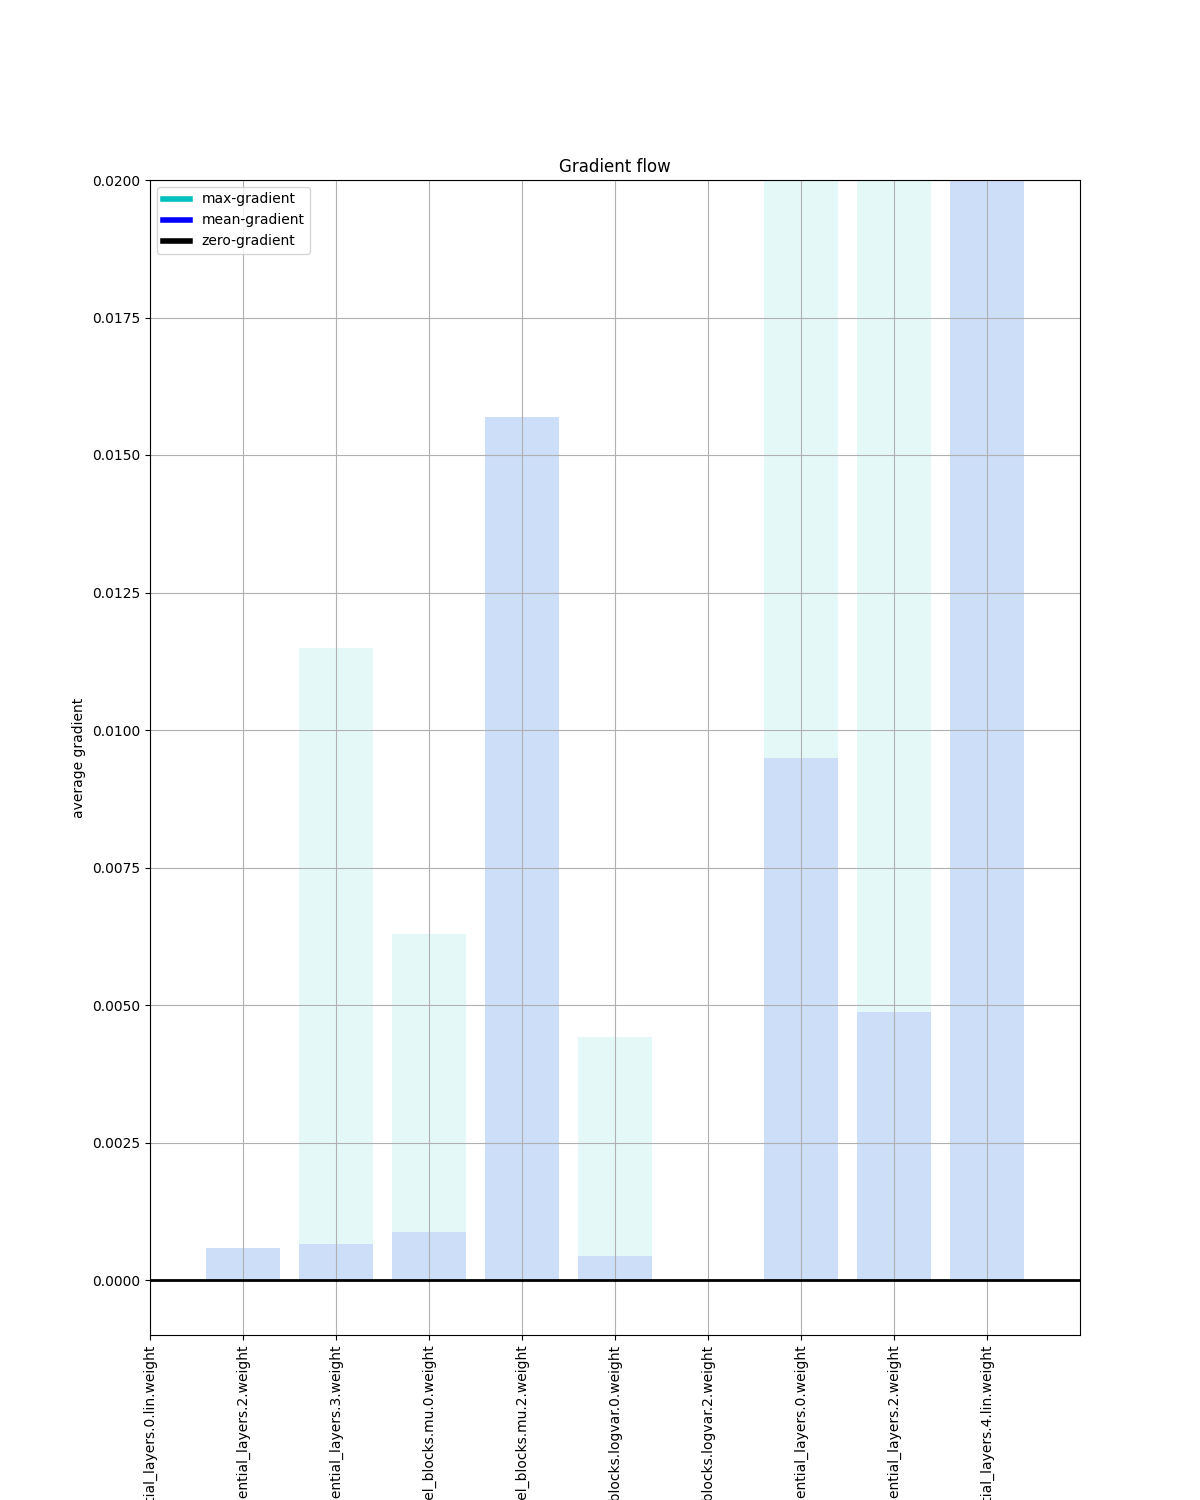 Gradient flow
max-gradient
mean-gradient
zero-gradient
0.0200
0.0175
0.0150
0.0125
0.0100
0.0075
0.0050
0.0025
0.0000
average gradient
tial_layers.0.lin.weight
ential_layers.2.weight
ential_layers.3.weight
el_blocks.mu.0.weight
el_blocks.mu.2.weight
blocks.logvar.0.weight
blocks.logvar.2.weight
ential_layers.0.weight
ential_layers.2.weight
tial_layers.4.lin.weight